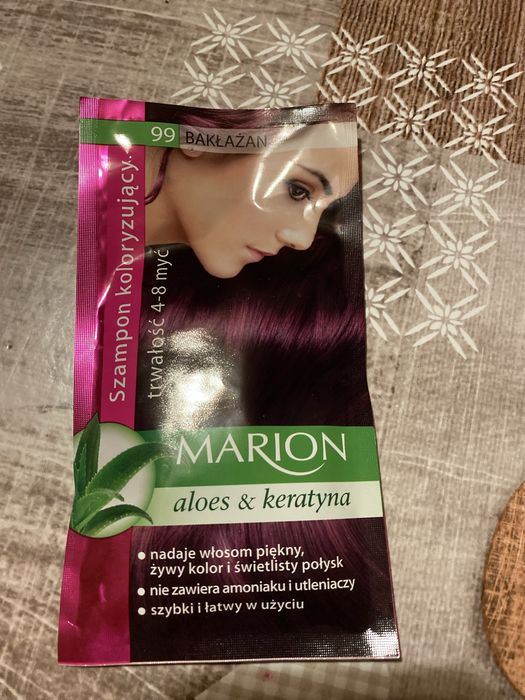 99 BAKŁAŻAN
Szampon koloryzujący
trwałość 4-8 myć
MARION
aloes & keratyna
• nadaje włosom piękny,
żywy kolor i świetlisty połysk
• nie zawiera amoniaku i utleniaczy
• szybki i łatwy w użyciu